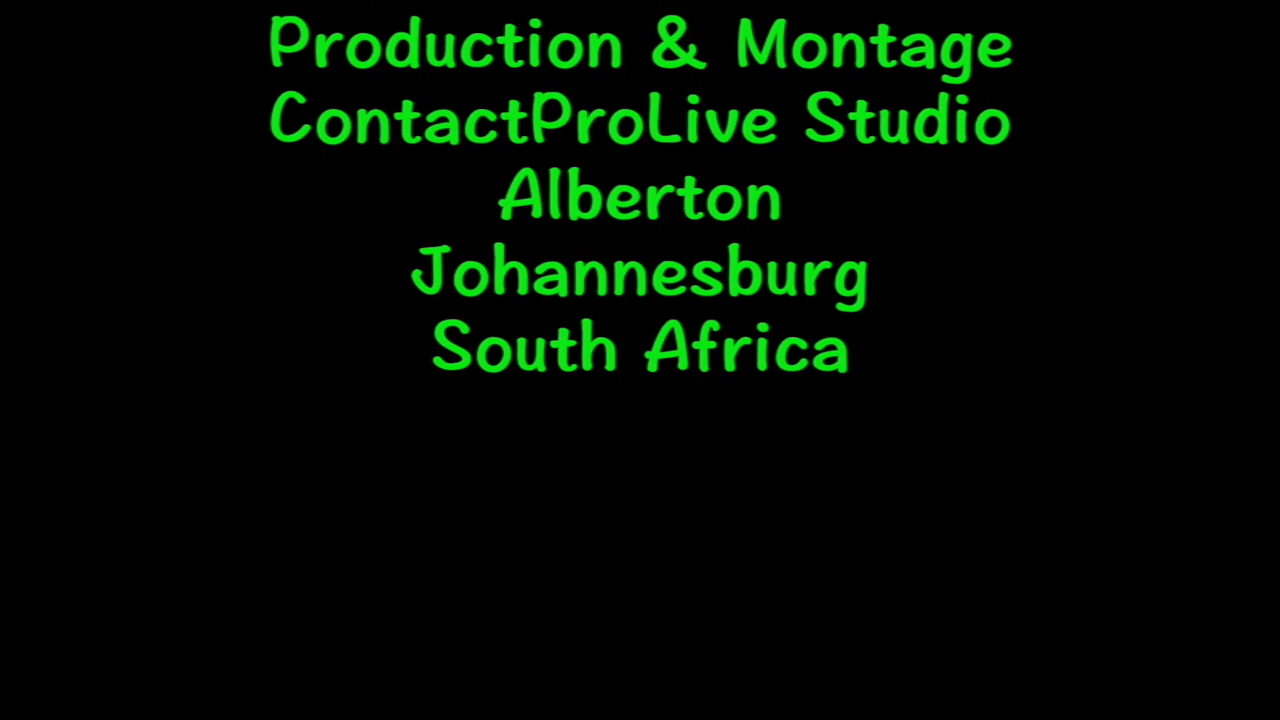 Production & Montage
ContactProLive Studio
Alberton
Johannesburg
South Africa